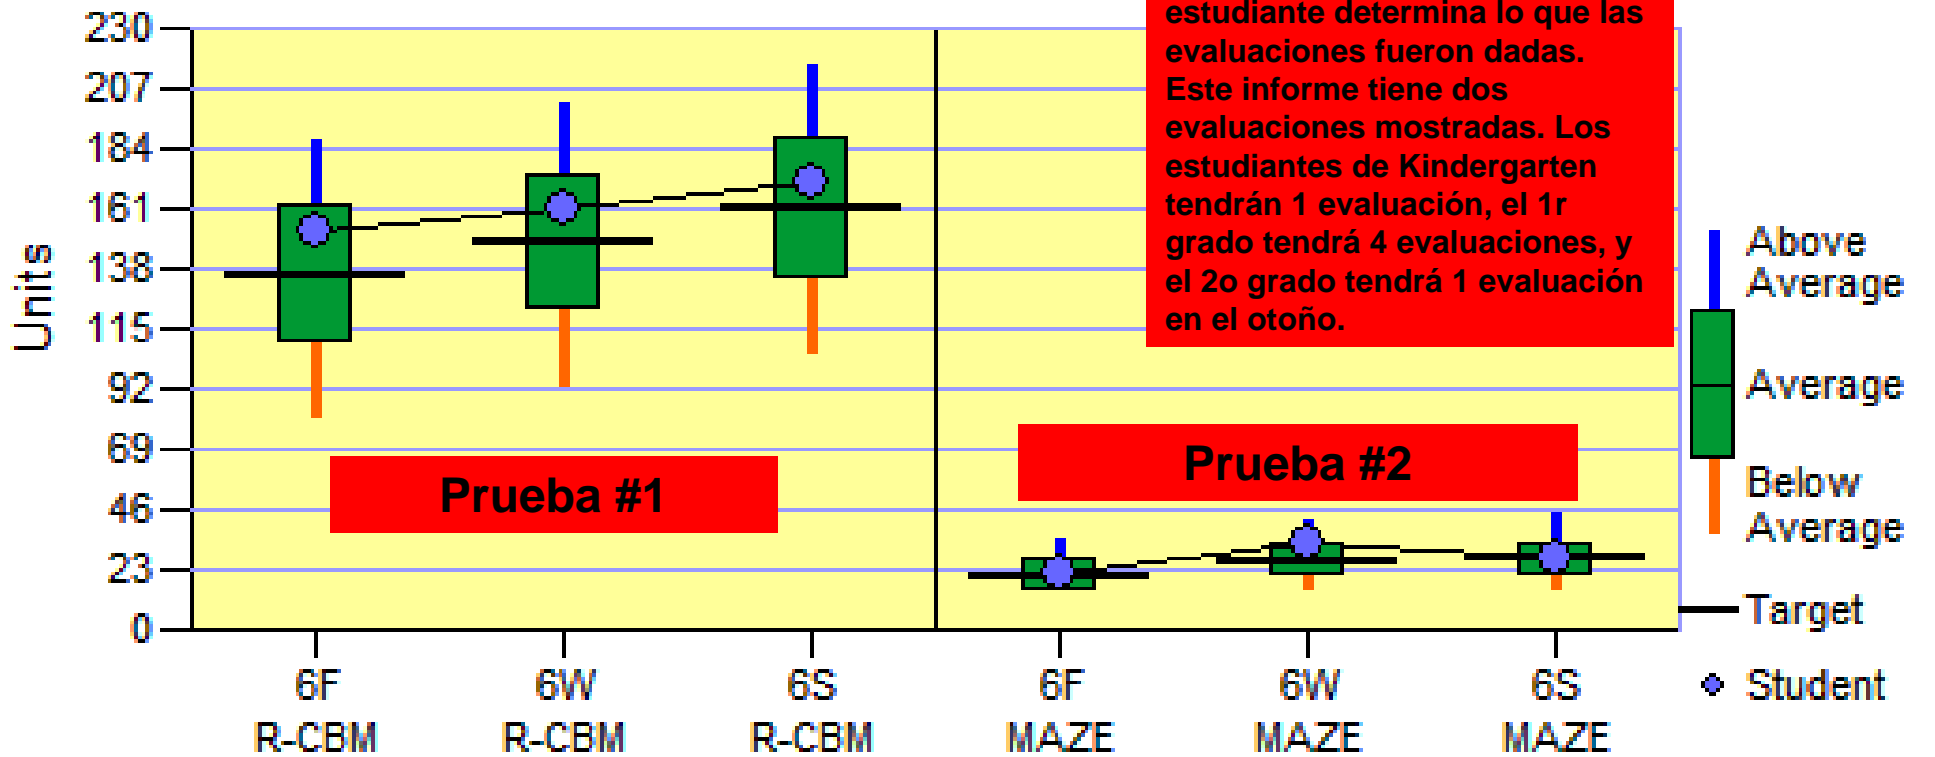 estudiante determina lo que las
evaluaciones fueron dadas.
Este informe tiene dos
evaluaciones mostradas. Los
estudiantes de Kindergarten
tendrán 1 evaluación, el 1r
grado tendrá 4 evaluaciones, y
el 2o grado tendrá 1 evaluación
en el otoño.
Units
230
207
184
161
138
115
92
69
46
23
0
Prueba #1
Prueba #2
6F
R-CBM
6W
R-CBM
6S
R-CBM
6F
MAZE
6W
MAZE
6S
MAZE
Above
Average
Average
Below
Average
Target
Student